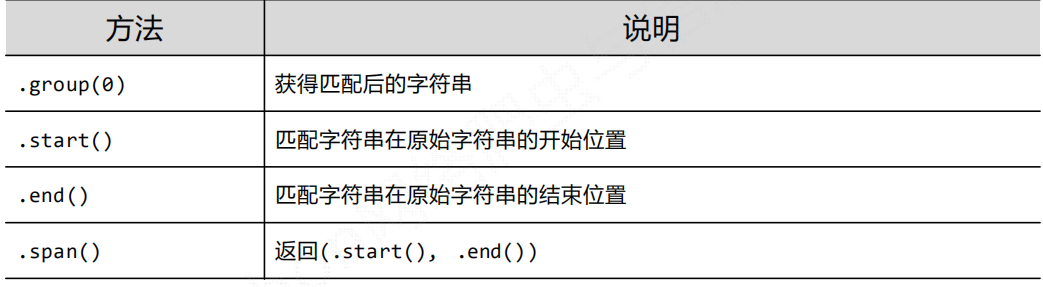 方法 说明
.group(0) 获得匹配后的字符串
.start() 匹配字符串在原始字符串的开始位置
.end() 匹配字符串在原始字符串的结束位置
.span() 返回(.start(), .end())